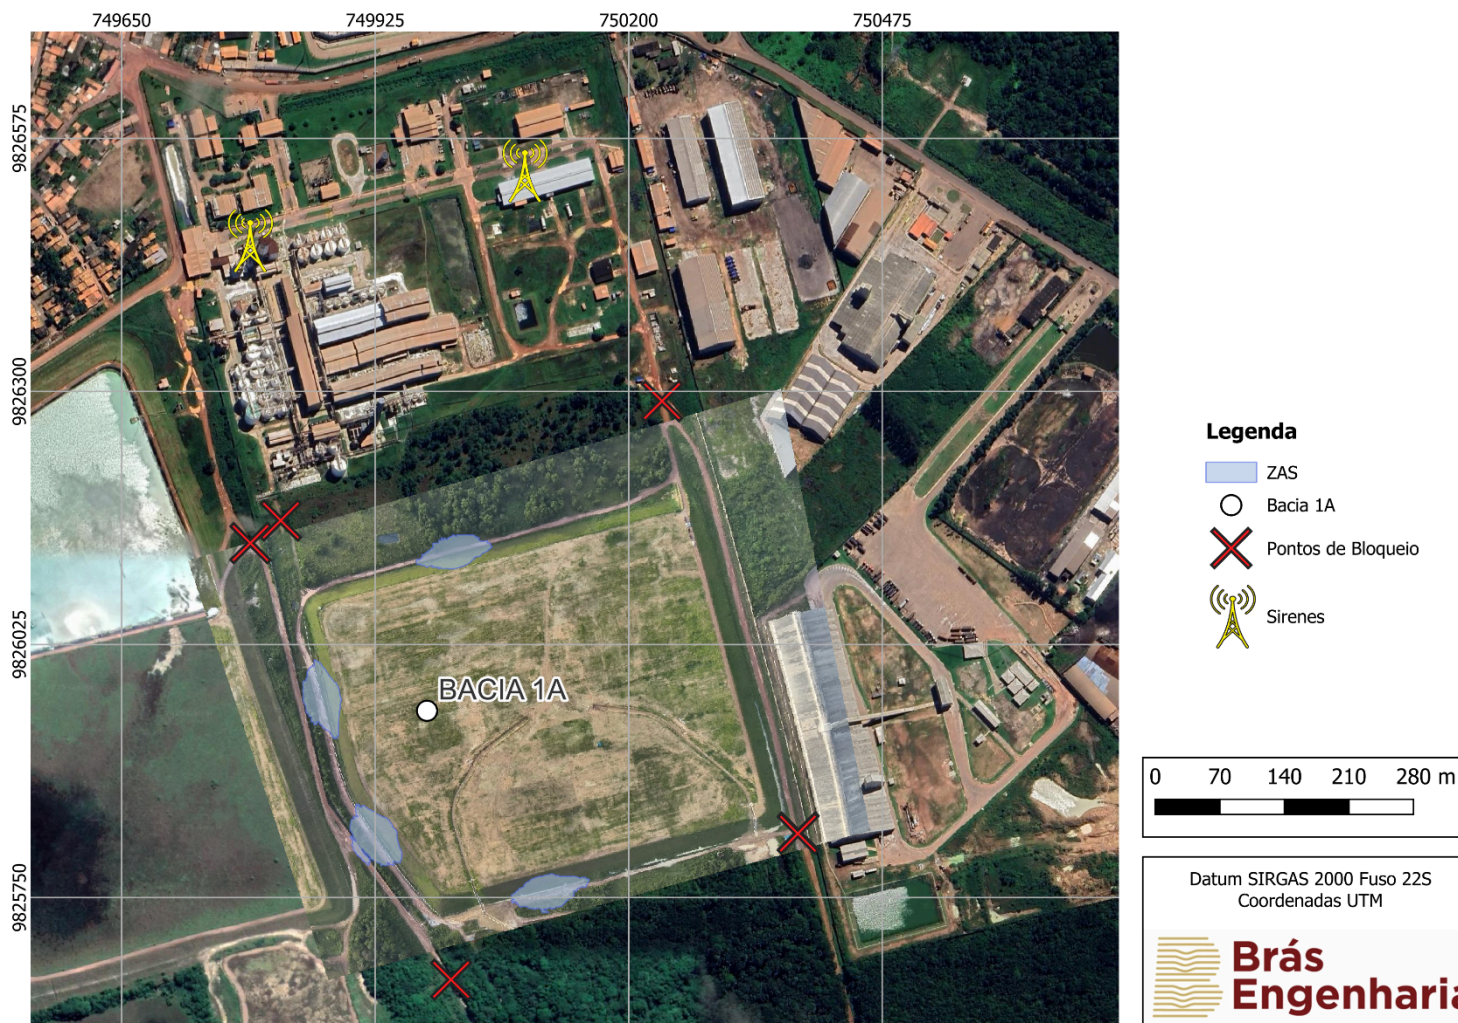 749650 749925 750200 750475
9826575
9826300
9826025
9825750
BACIA 1A
Legenda
ZAS
Bacia 1A
Pontos de Bloqueio
Sirenes
0 70 140 210 280 m
Datum SIRGAS 2000 Fuso 22S
Coordenadas UTM
Brás
Engenharia